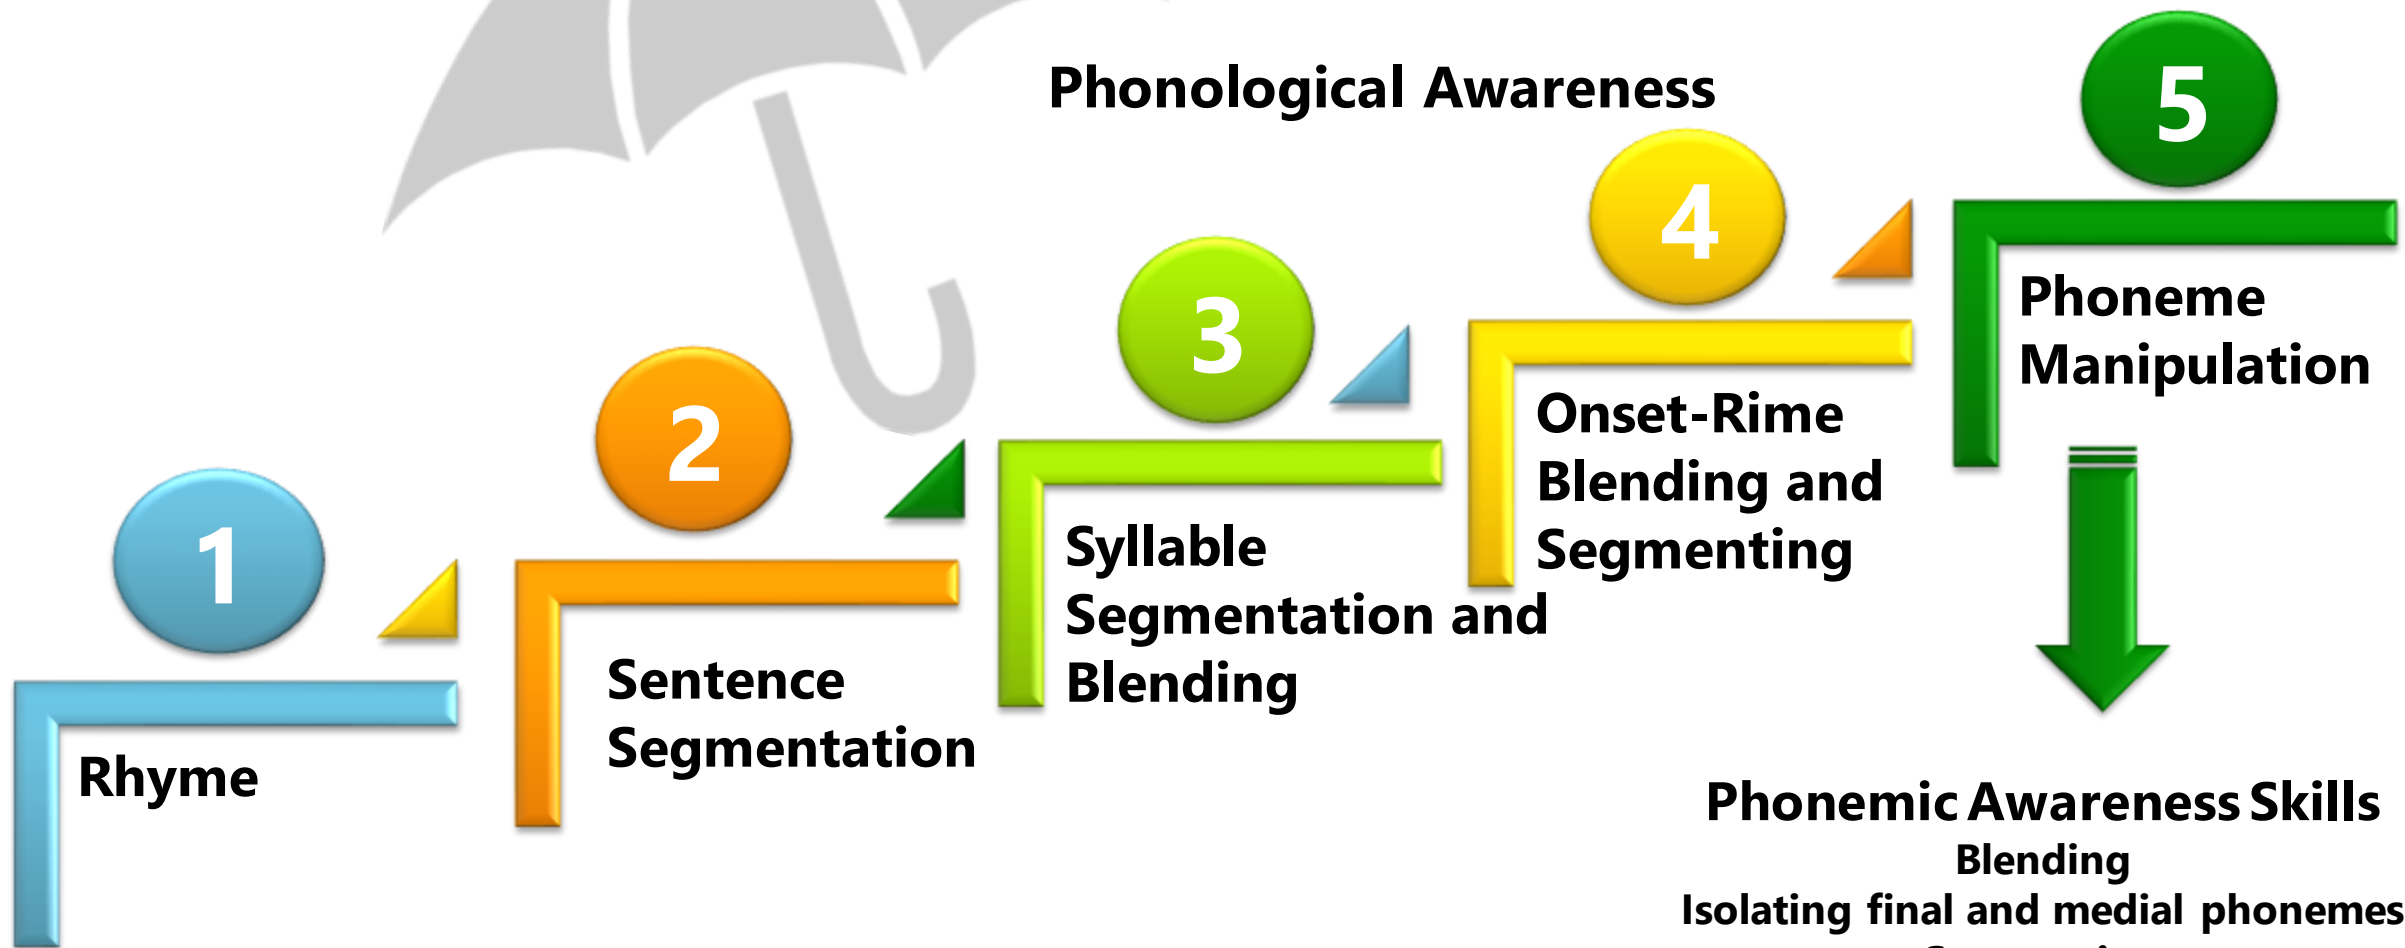 Phonological Awareness
1
Rhyme
2
Sentence
Segmentation
3
Syllable
Segmentation and
Blending
4
Onset-Rime
Blending and
Segmenting
5
Phoneme
Manipulation
Phonemic Awareness Skills
Blending
Isolating final and medial phonemes